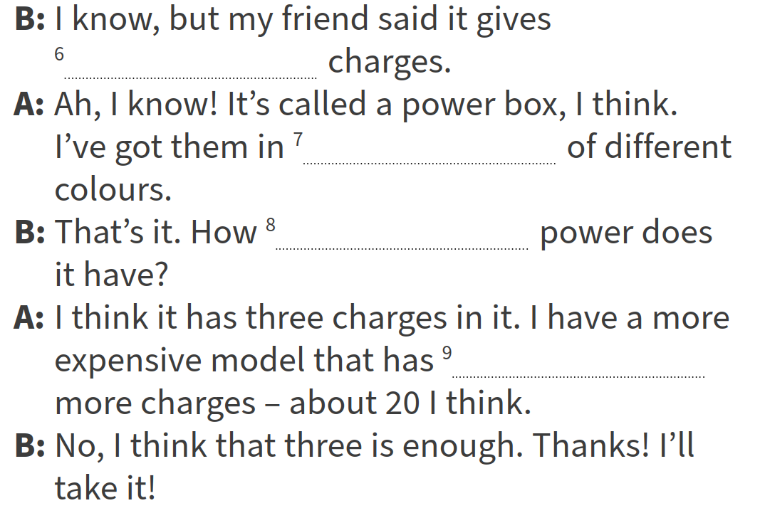 B: I know, but my friend said it gives
6 charges.
A: Ah, I know! It’s called a power box, I think.
I’ve got them in 7 of different
colours.
B: That’s it. How 8 power does
it have?
A: I think it has three charges in it. I have a more
expensive model that has 9
more charges – about 20 I think.
B: No, I think that three is enough. Thanks! I’ll
take it!